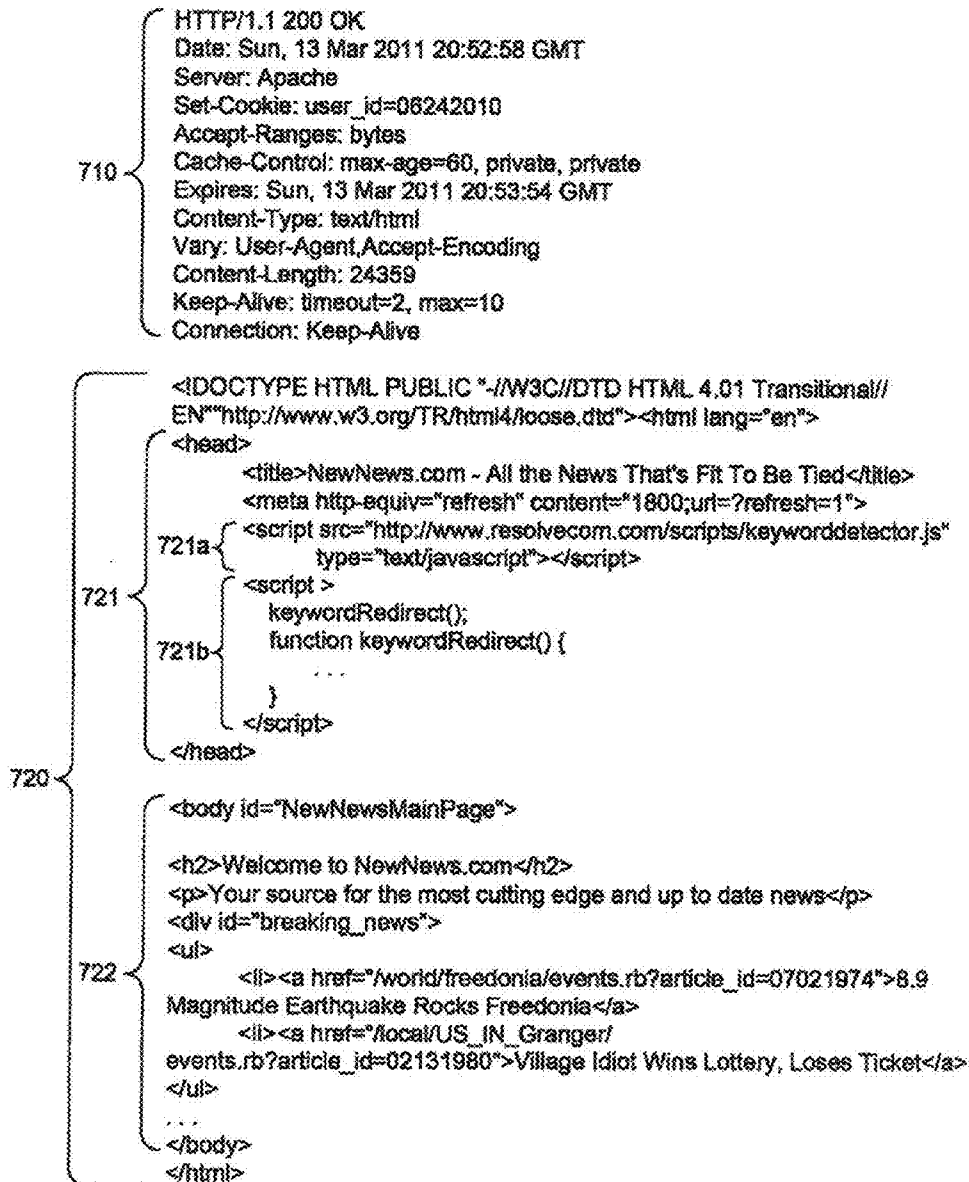 HTTP/1.1 200 OK
Date: Sun, 13 Mar 2011 20:52:58 GMT
Server: Apache
Set-Cookie: user_id=06242010
Accept-Ranges: bytes
710
Cache-Control: max-age=60, private, private
Expires: Sun, 13 Mar 2011 20:53:54 GMT
Content-Type: text/html
Vary: User-Agent,Accept-Encoding
Content-Length: 24359
Keep-Alive: timeout=2, max=10
Connection: Keep-Alive
<!DOCTYPE HTML PUBLIC "-//W3C//DTD HTML 4.01 Transitional//
EN""http://www.w3.org/TR/html4/loose.dtd"><html lang="en">
<head>
<title>NewNews.com - All the News That's Fit To Be Tied</title>
<meta http-equiv="refresh" content="1800;url=?refresh=1">
<script src="http://www.resolvecom.com/scripts/keyworddetector.js"
721a
type="text/javascript"></script>
<script >
721
keywordRedirect();
function keywordRedirect() {
721b
. . .
}
</script>
</head>
720
<body id="NewNewsMainPage">
<h2>Welcome to NewNews.com</h2>
<p>Your source for the most cutting edge and up to date news</p>
<div id="breaking_news">
<ul>
722
<li><a href="/world/freedonia/events.rb?article_id=07021974">8.9
Magnitude Earthquake Rocks Freedonia</a>
<li><a href="/local/US_IN_Granger/
events.rb?article_id=02131980">Village Idiot Wins Lottery, Loses Ticket</a>
</ul>
. . .
</body>
</html>